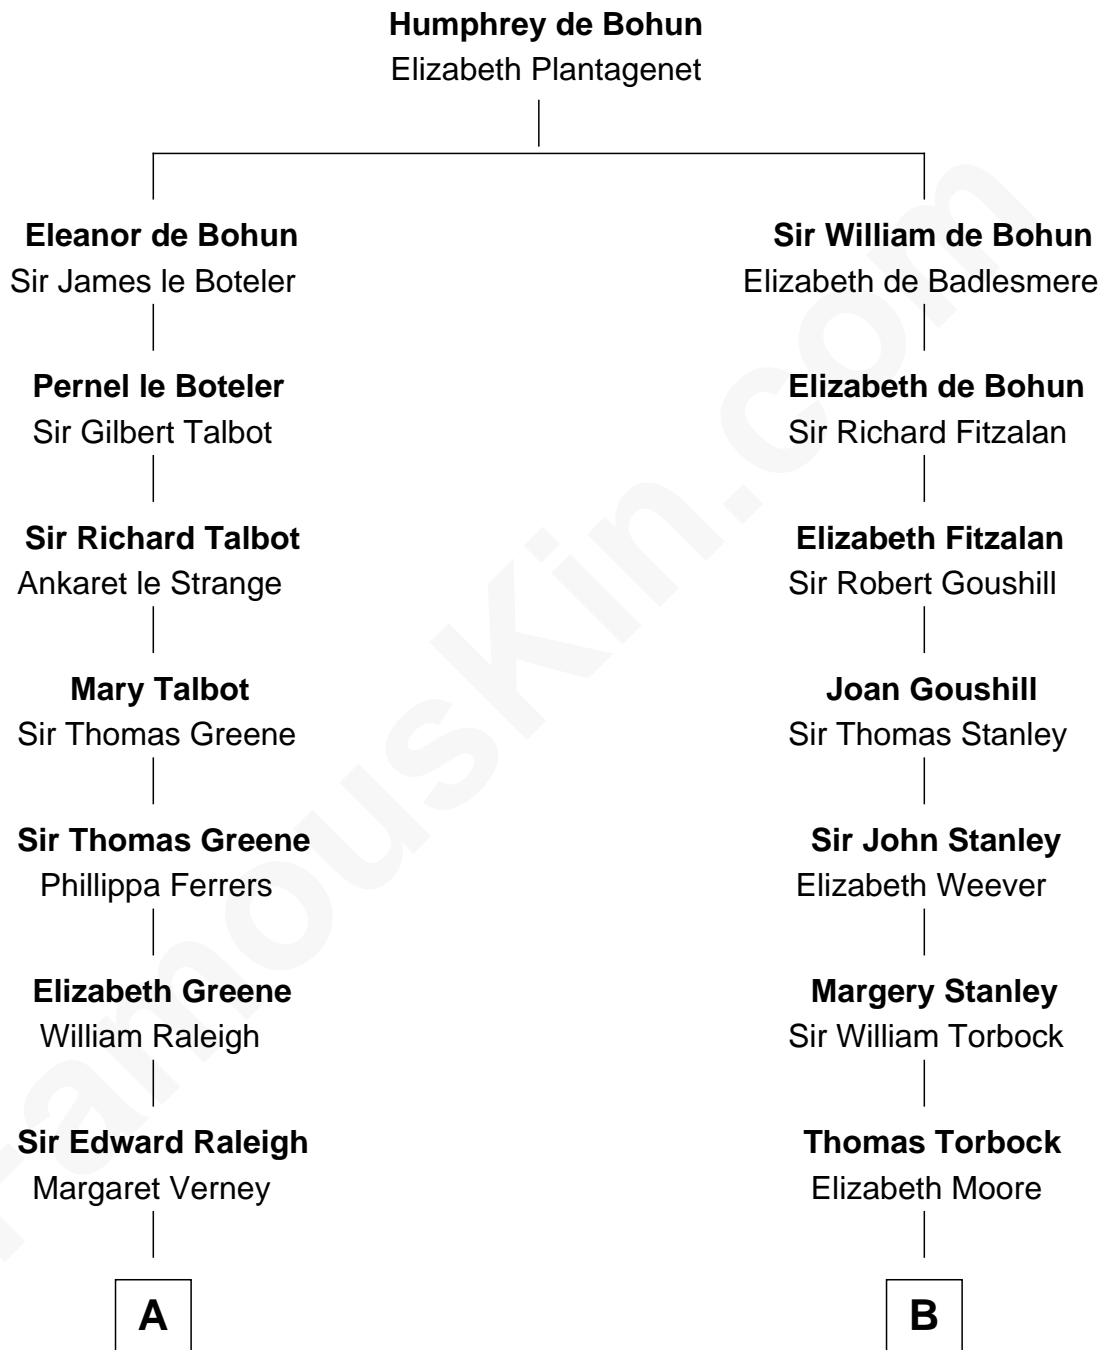 Humphrey de Bohun
Elizabeth Plantagenet
Eleanor de Bohun
Sir James le Boteler
Sir William de Bohun
Elizabeth de Badlesmere
Pernel le Boteler
Sir Gilbert Talbot
Elizabeth de Bohun
Sir Richard Fitzalan
Sir Richard Talbot
Ankaret le Strange
Elizabeth Fitzalan
Sir Robert Goushill
Mary Talbot
Sir Thomas Greene
Joan Goushill
Sir Thomas Stanley
Sir Thomas Greene
Phillippa Ferrers
Sir John Stanley
Elizabeth Weever
Elizabeth Greene
William Raleigh
Margery Stanley
Sir William Torbock
Sir Edward Raleigh
Margaret Verney
Thomas Torbock
Elizabeth Moore
A
B
FamousKin.com